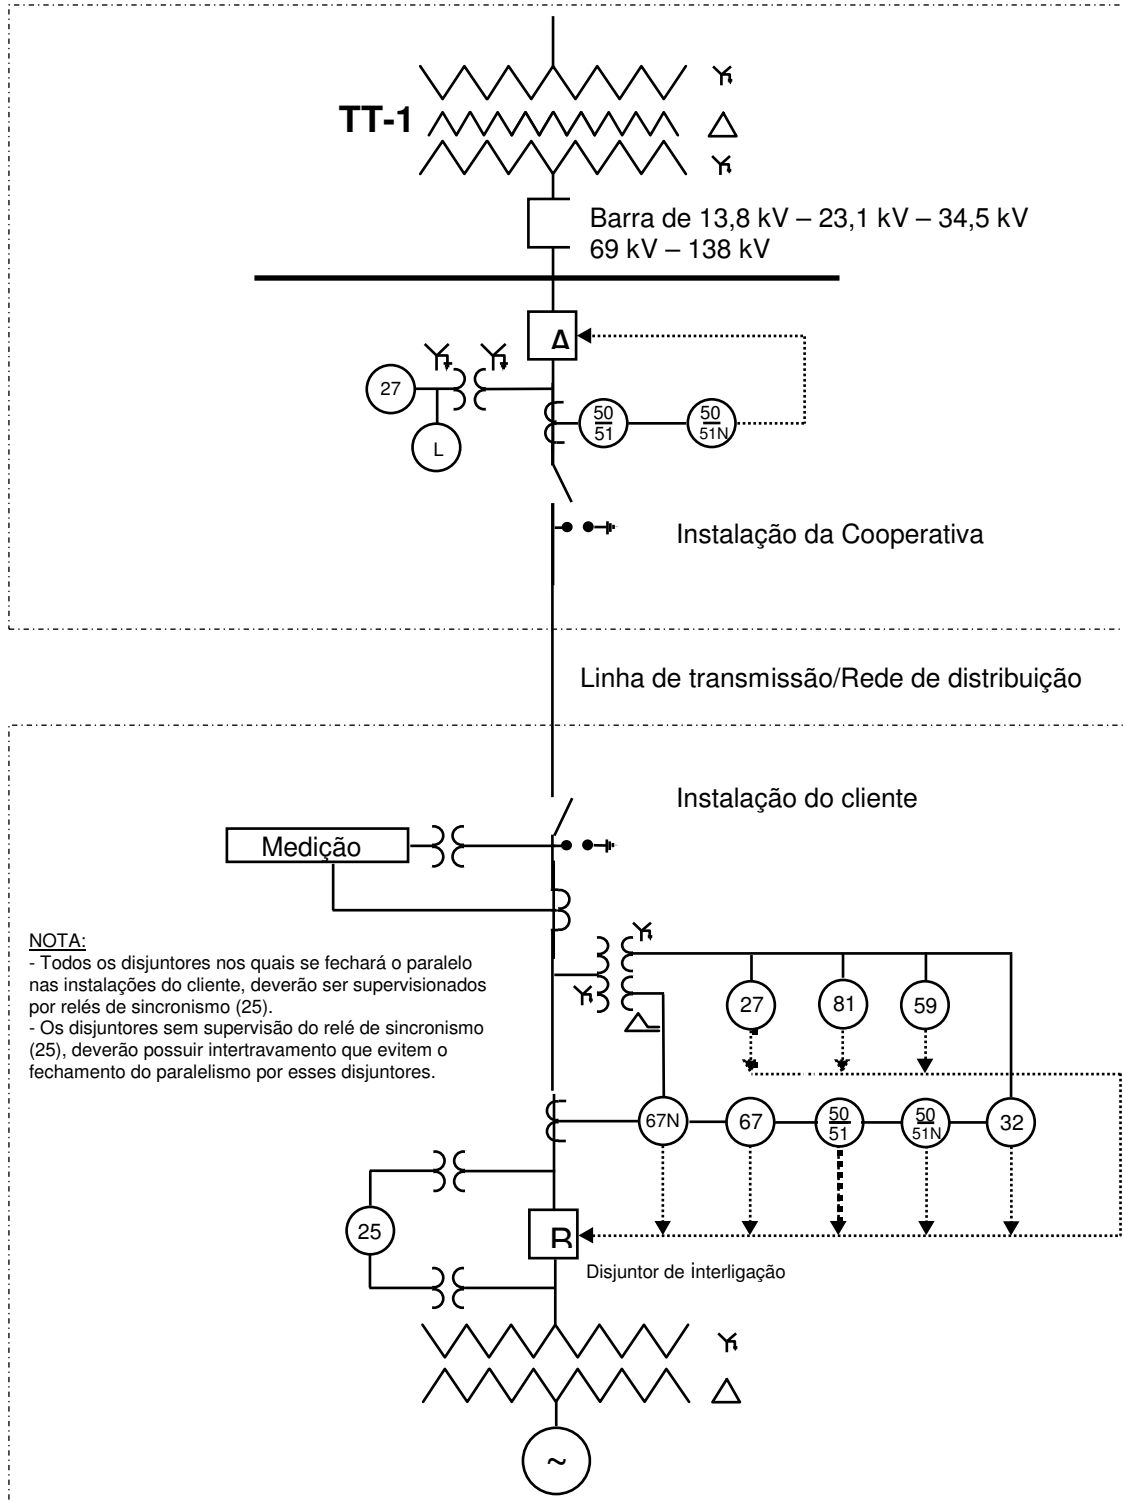 TT-1
Barra de 13,8 kV – 23,1 kV – 34,5 kV
69 kV – 138 kV
A
27
L
50
51
50
51N
Instalação da Cooperativa
Linha de transmissão/Rede de distribuição
Instalação do cliente
Medição
NOTA:
- Todos os disjuntores nos quais se fechará o paralelo
nas instalações do cliente, deverão ser supervisionados
por relés de sincronismo (25).
- Os disjuntores sem supervisão do relé de sincronismo
(25), deverão possuir intertravamento que evitem o
fechamento do paralelismo por esses disjuntores.
27
81
59
67N
67
50
51
50
51N
32
25
B
Disjuntor de interligação
~